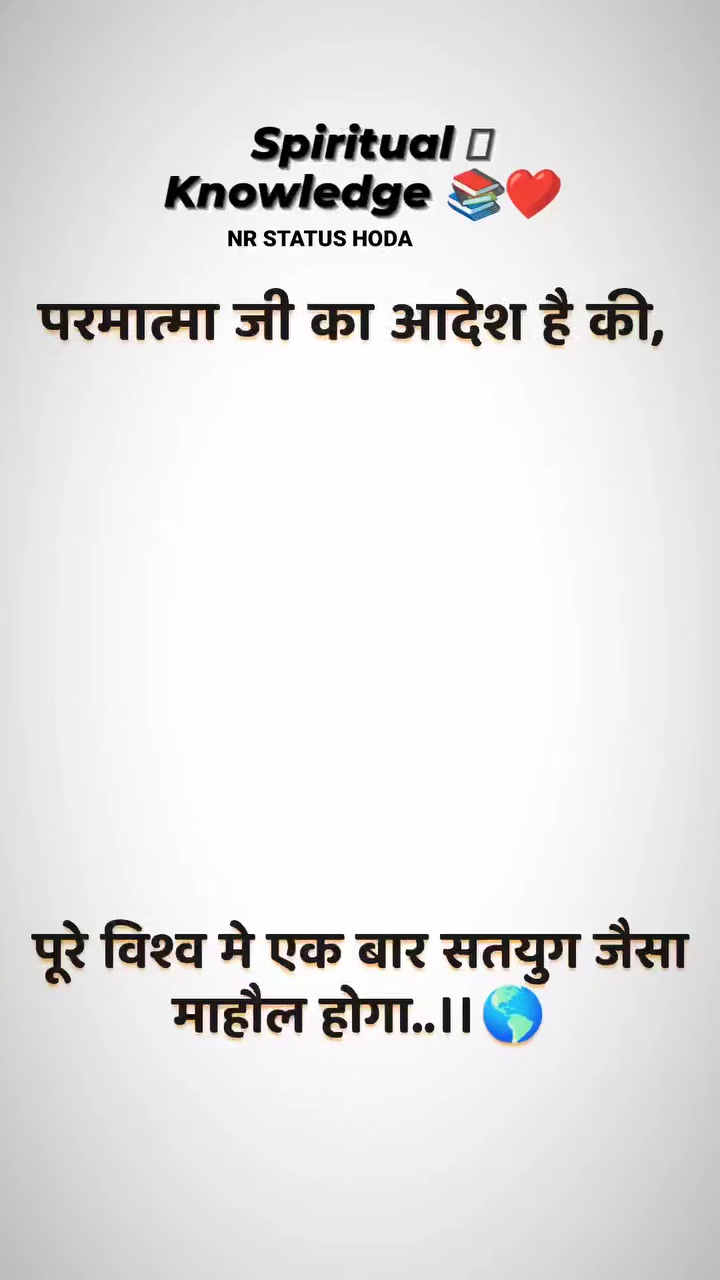 Spiritual
Knowledge 📚❤️
NR STATUS HODA
परमात्मा जी का आदेश है की,
पूरे विश्व मे एक बार सतयुग जैसा
माहौल होगा..।। 🌎